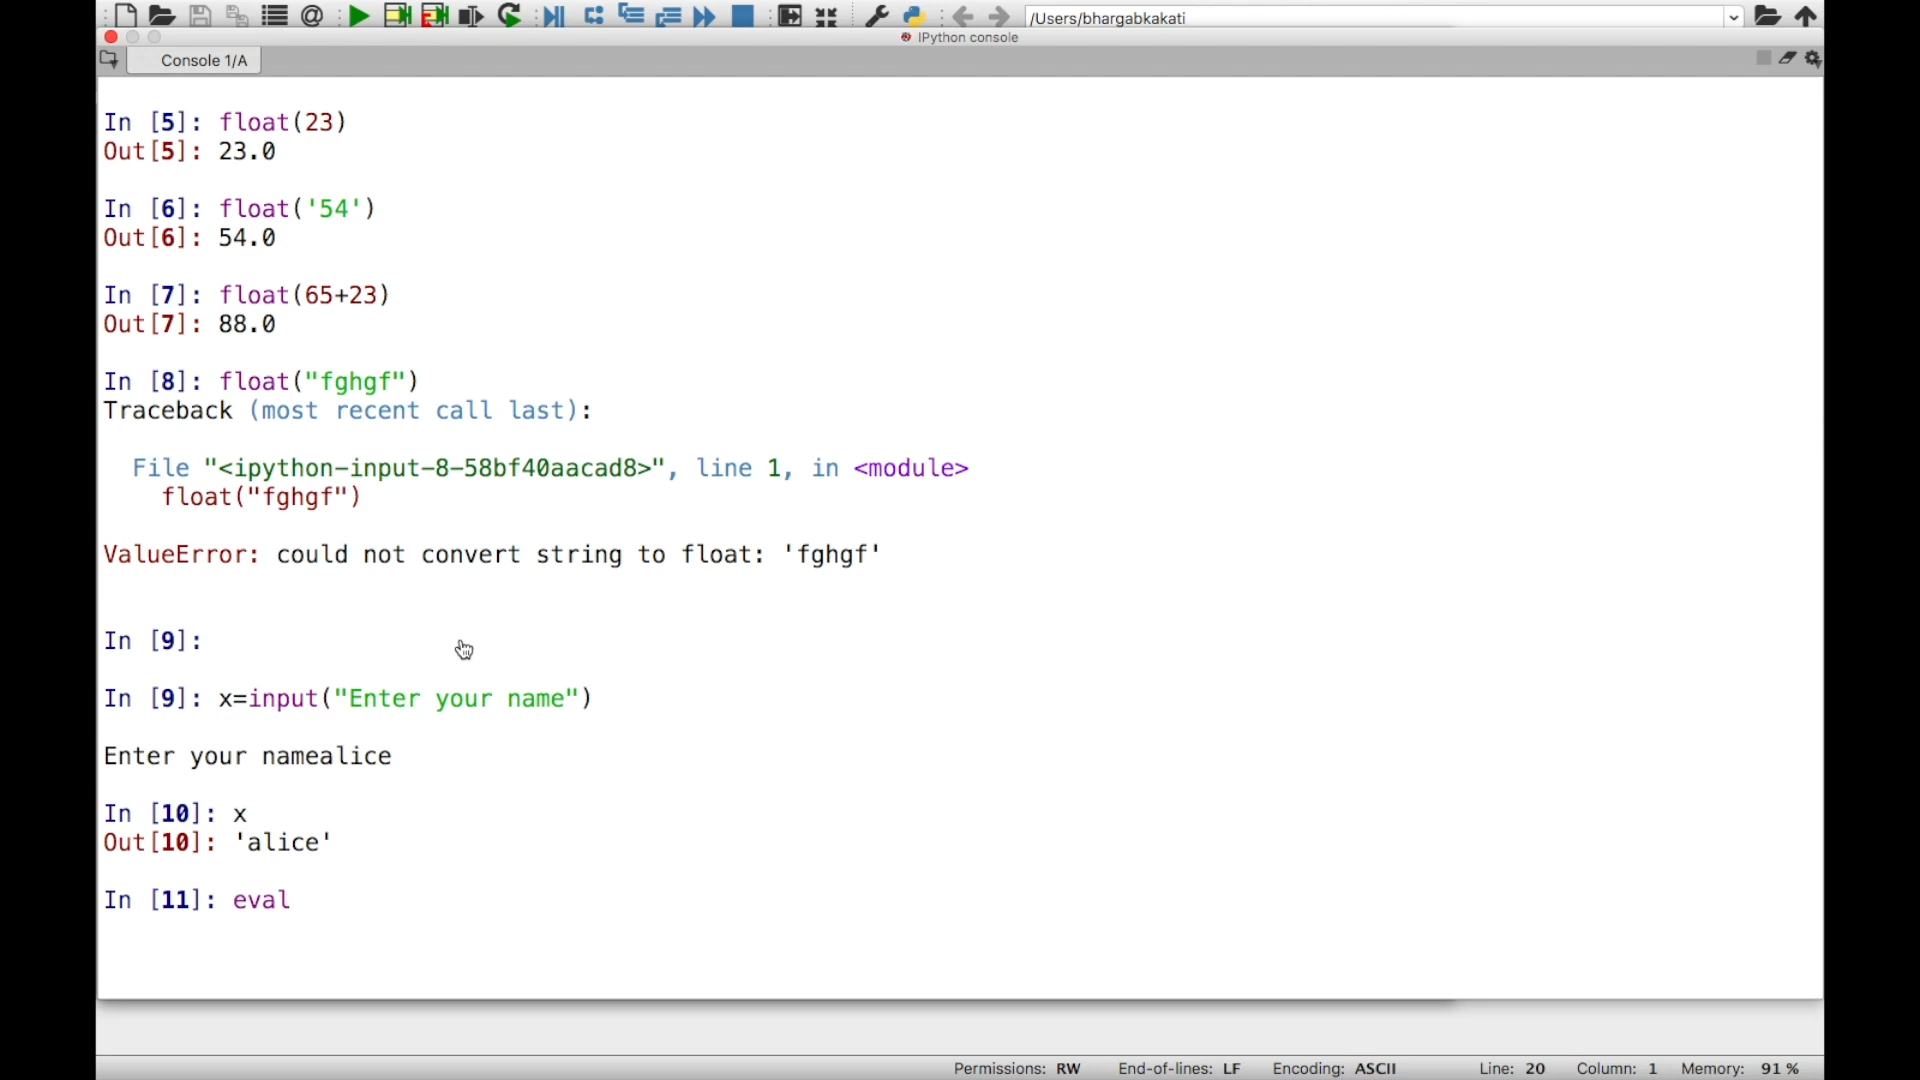 /Users/bhargabkakati
IPython console
Console 1/A
In [5]: float(23)
Out[5]: 23.0
In [6]: float('54')
Out[6]: 54.0
In [7]: float(65+23)
Out[7]: 88.0
In [8]: float("fghgf")
Traceback (most recent call last):
File "<ipython-input-8-58bf40aacad8>", line 1, in <module>
float("fghgf")
ValueError: could not convert string to float: 'fghgf'
In [9]:
In [9]: x=input("Enter your name")
Enter your namealice
In [10]: x
Out[10]: 'alice'
In [11]: eval
Permissions: RW End-of-lines: LF Encoding: ASCII Line: 20 Column: 1 Memory: 91 %